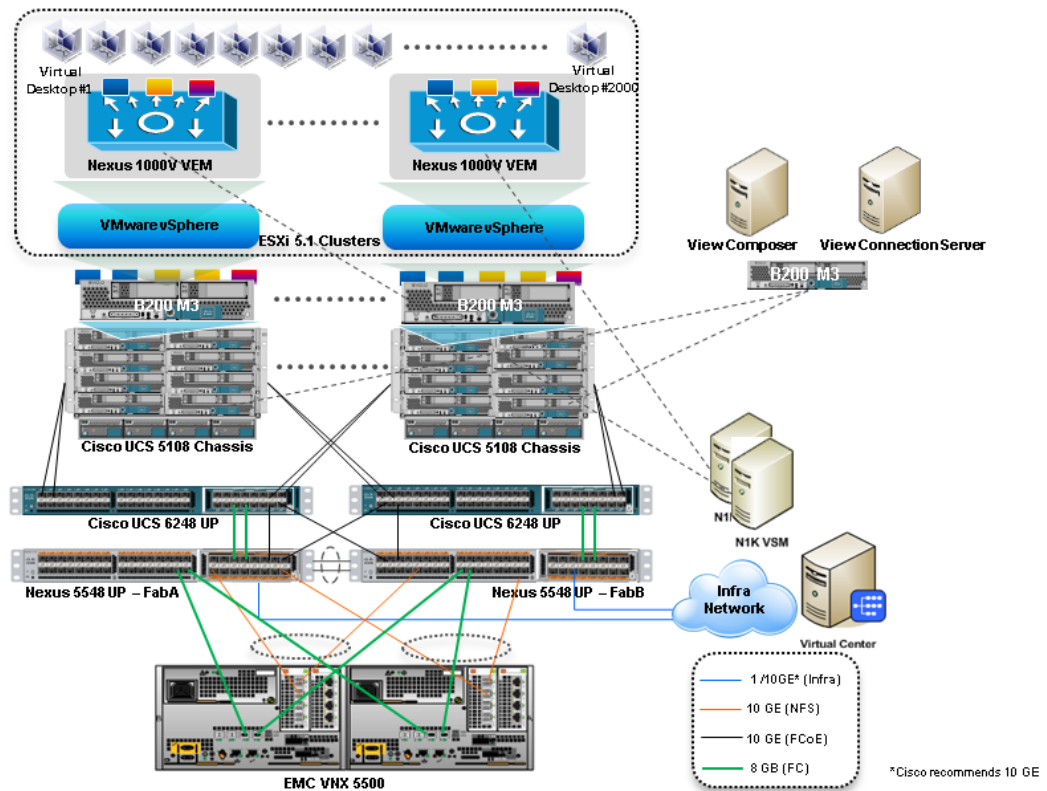 Virtual
Desktop #1
Virtual
Desktop #2000
Nexus 1000V VEM
Nexus 1000V VEM
VMware vSphere
VMware vSphere
ESXi 5.1 Clusters
View Composer
View Connection Server
B200 M3
B200 M3
B200 M3
Cisco UCS 5108 Chassis
Cisco UCS 5108 Chassis
Cisco UCS 6248 UP
Cisco UCS 6248 UP
N1K VSM
Nexus 5548 UP – FabA
Nexus 5548 UP – FabB
Infra
Network
Virtual Center
1 /10GE* (Infra)
10 GE (NFS)
10 GE (FCoE)
8 GB (FC)
*Cisco recommends 10 GE
EMC VNX 5500